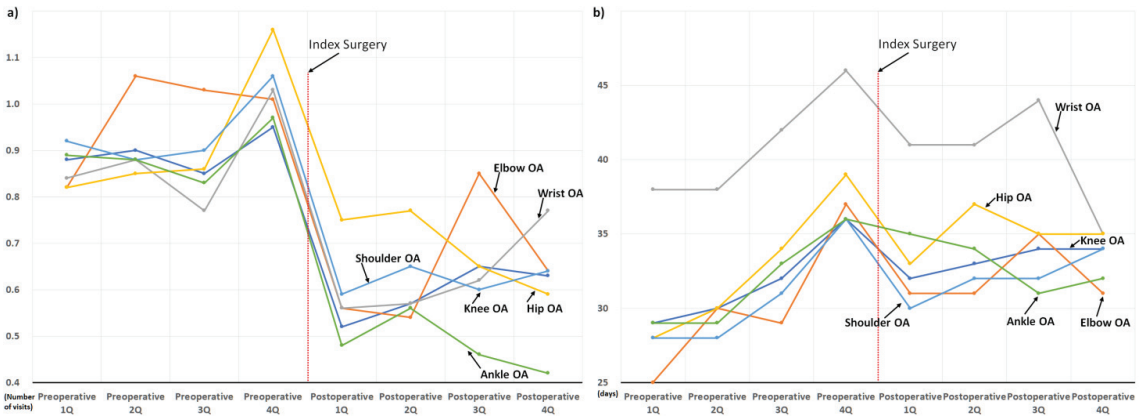 a)
Index Surgery
1.1
1.0
0.9
0.8
0.7
0.6
0.5
0.4
Elbow OA
Wrist OA
Shoulder OA
Knee OA
Hip OA
Ankle OA
(Number
of visits)
Preoperative
1Q
Preoperative
2Q
Preoperative
3Q
Preoperative
4Q
Postoperative
1Q
Postoperative
2Q
Postoperative
3Q
Postoperative
4Q
b)
Index Surgery
45
40
35
30
25
Wrist OA
Hip OA
Knee OA
Shoulder OA
Ankle OA
Elbow OA
(days)
Preoperative
1Q
Preoperative
2Q
Preoperative
3Q
Preoperative
4Q
Postoperative
1Q
Postoperative
2Q
Postoperative
3Q
Postoperative
4Q